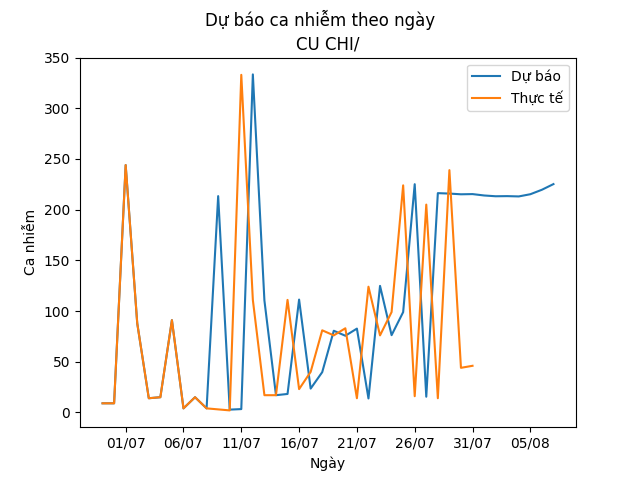 Dự báo ca nhiễm theo ngày
CU CHI/
Dự báo
Thực tế
350
300
250
200
150
100
50
0
Ca nhiễm
01/07 06/07 11/07 16/07 21/07 26/07 31/07 05/08
Ngày